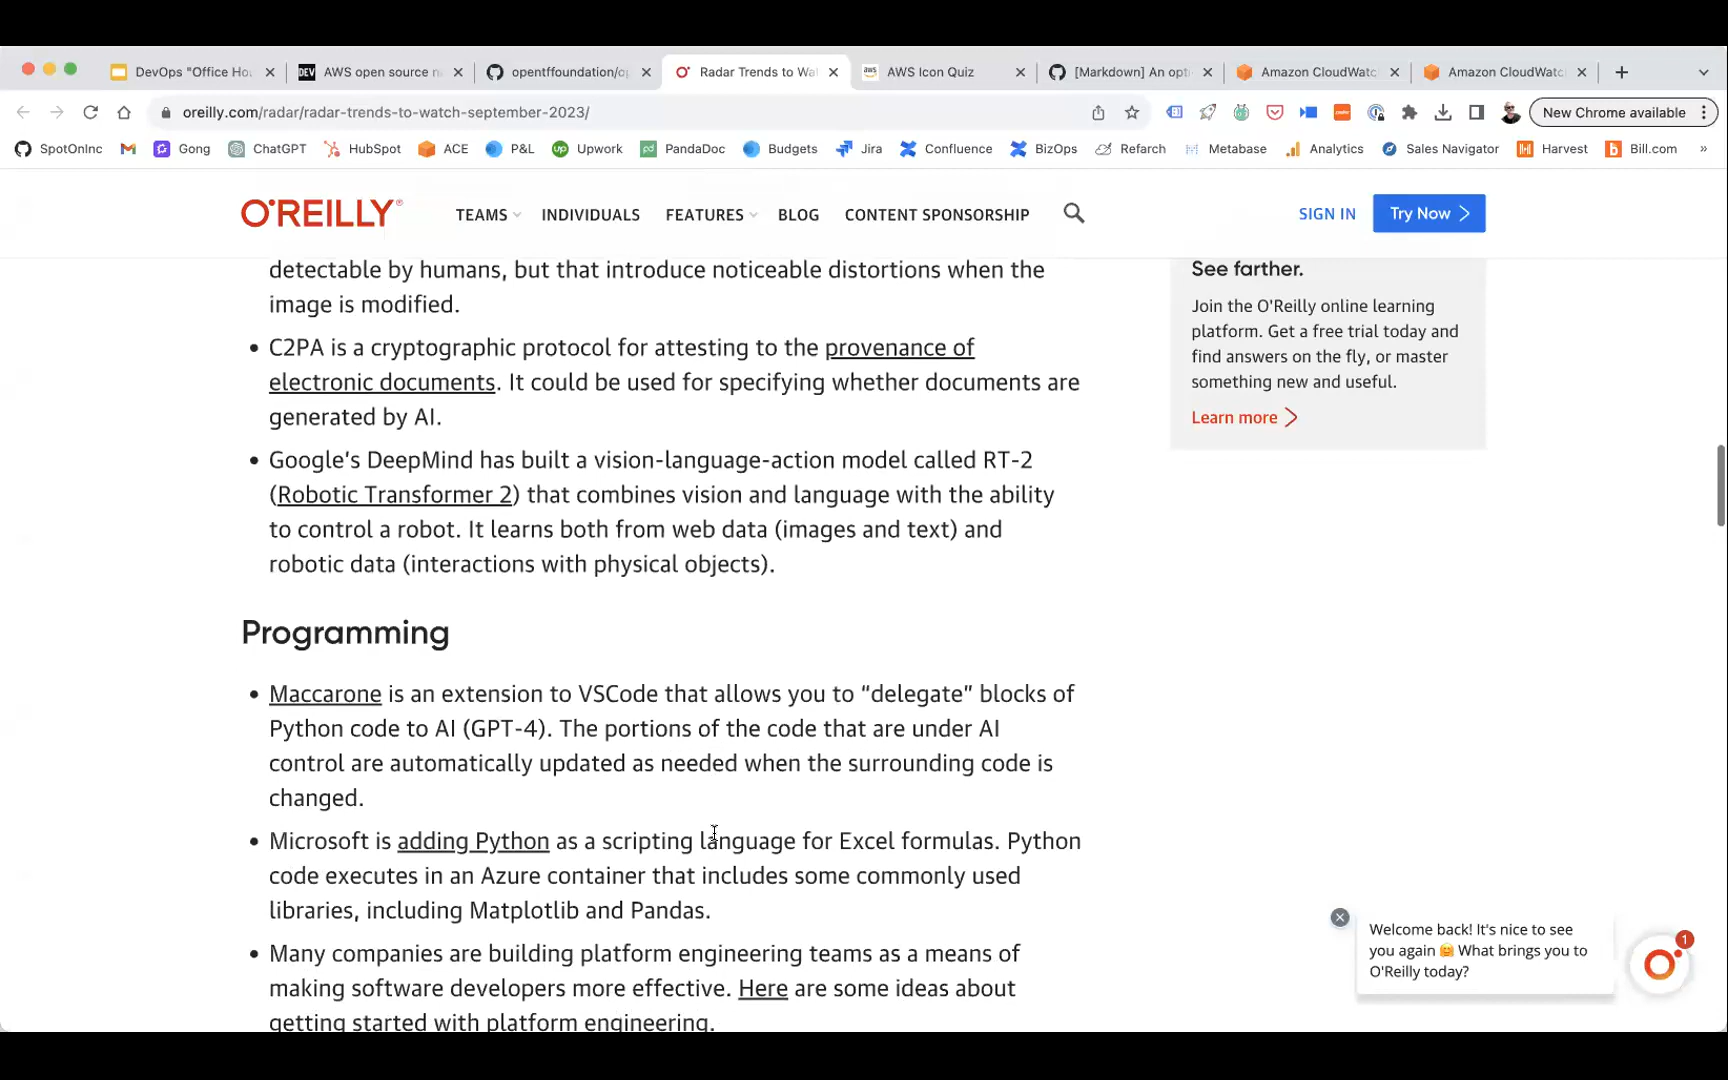 DevOps "Office Ho
AWS open source n
opentffoundation/op
Radar Trends to Wa
AWS Icon Quiz
[Markdown] An opt
Amazon CloudWatc
Amazon CloudWatc
oreilly.com/radar/radar-trends-to-watch-september-2023/
New Chrome available
SpotOnInc
Gong
ChatGPT
HubSpot
ACE
P&L
Upwork
PandaDoc
Budgets
Jira
Confluence
BizOps
Refarch
Metabase
Analytics
Sales Navigator
Harvest
Bill.com
»
O'REILLY®
TEAMS
INDIVIDUALS
FEATURES
BLOG
CONTENT SPONSORSHIP
SIGN IN
Try Now
detectable by humans, but that introduce noticeable distortions when the
image is modified.
• C2PA is a cryptographic protocol for attesting to the provenance of
electronic documents. It could be used for specifying whether documents are
generated by AI.
• Google’s DeepMind has built a vision-language-action model called RT-2
(Robotic Transformer 2) that combines vision and language with the ability
to control a robot. It learns both from web data (images and text) and
robotic data (interactions with physical objects).
Programming
• Maccarone is an extension to VSCode that allows you to “delegate” blocks of
Python code to AI (GPT-4). The portions of the code that are under AI
control are automatically updated as needed when the surrounding code is
changed.
• Microsoft is adding Python as a scripting language for Excel formulas. Python
code executes in an Azure container that includes some commonly used
libraries, including Matplotlib and Pandas.
• Many companies are building platform engineering teams as a means of
making software developers more effective. Here are some ideas about
getting started with platform engineering.
See farther.
Join the O'Reilly online learning
platform. Get a free trial today and
find answers on the fly, or master
something new and useful.
Learn more
Welcome back! It's nice to see
you again 🤗 What brings you to
O'Reilly today?
1